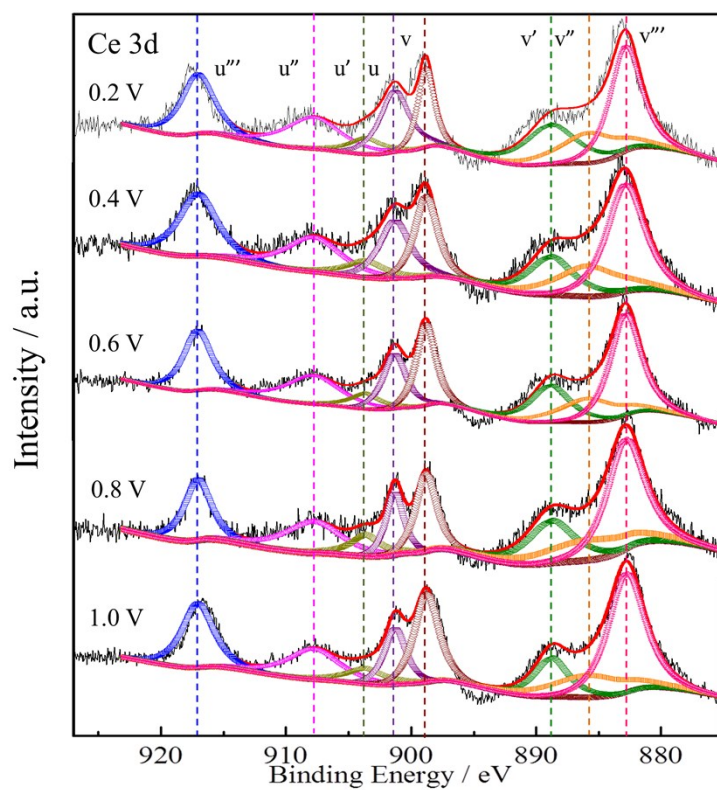 Ce 3d
u‴ u″ u′ u v v′ v″ v‴
0.2 V
0.4 V
0.6 V
0.8 V
1.0 V
Intensity / a.u.
920 910 900 890 880
Binding Energy / eV